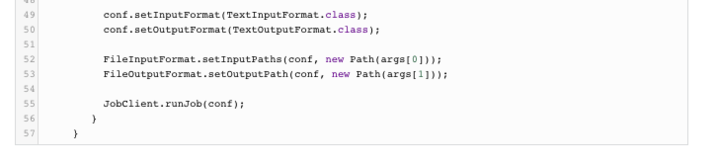 49 conf.setInputFormat(TextInputFormat.class);
50 conf.setOutputFormat(TextOutputFormat.class);
51
52 FileInputFormat.setInputPaths(conf, new Path(args[0]));
53 FileOutputFormat.setOutputPath(conf, new Path(args[1]));
54
55 JobClient.runJob(conf);
56 }
57 }